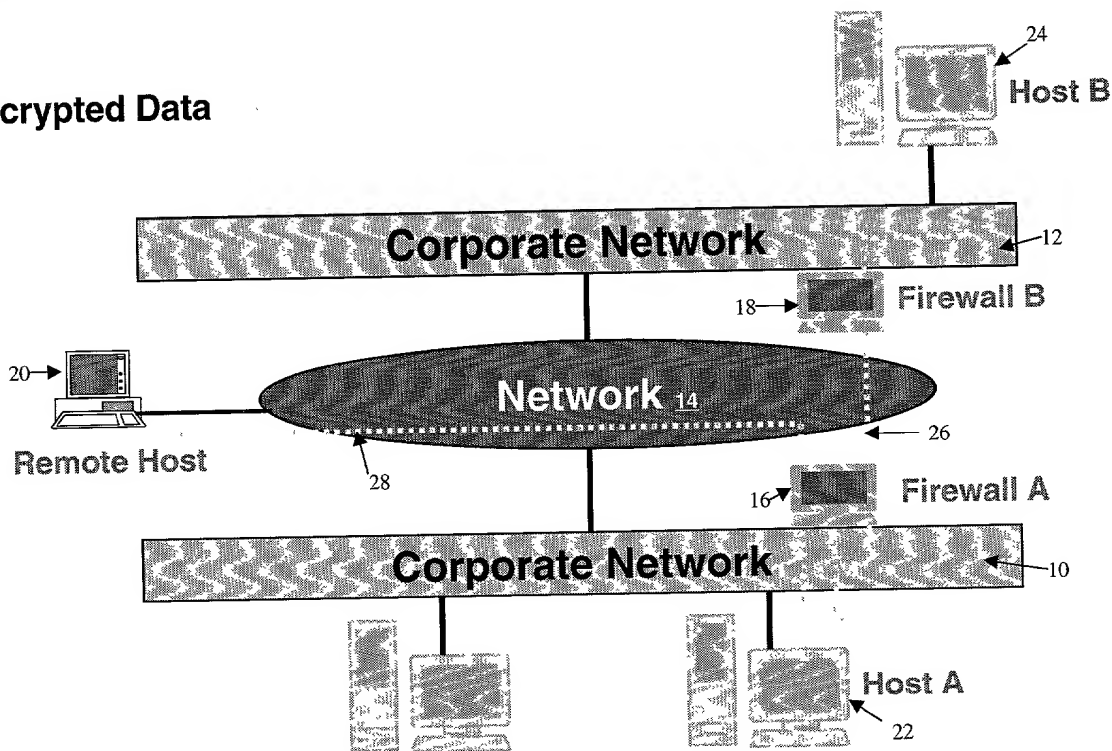 24
Host B
crypted Data
Corporate Network
12
18
Firewall B
20
Network 14
26
Remote Host
28
16
Firewall A
Corporate Network
10
Host A
22